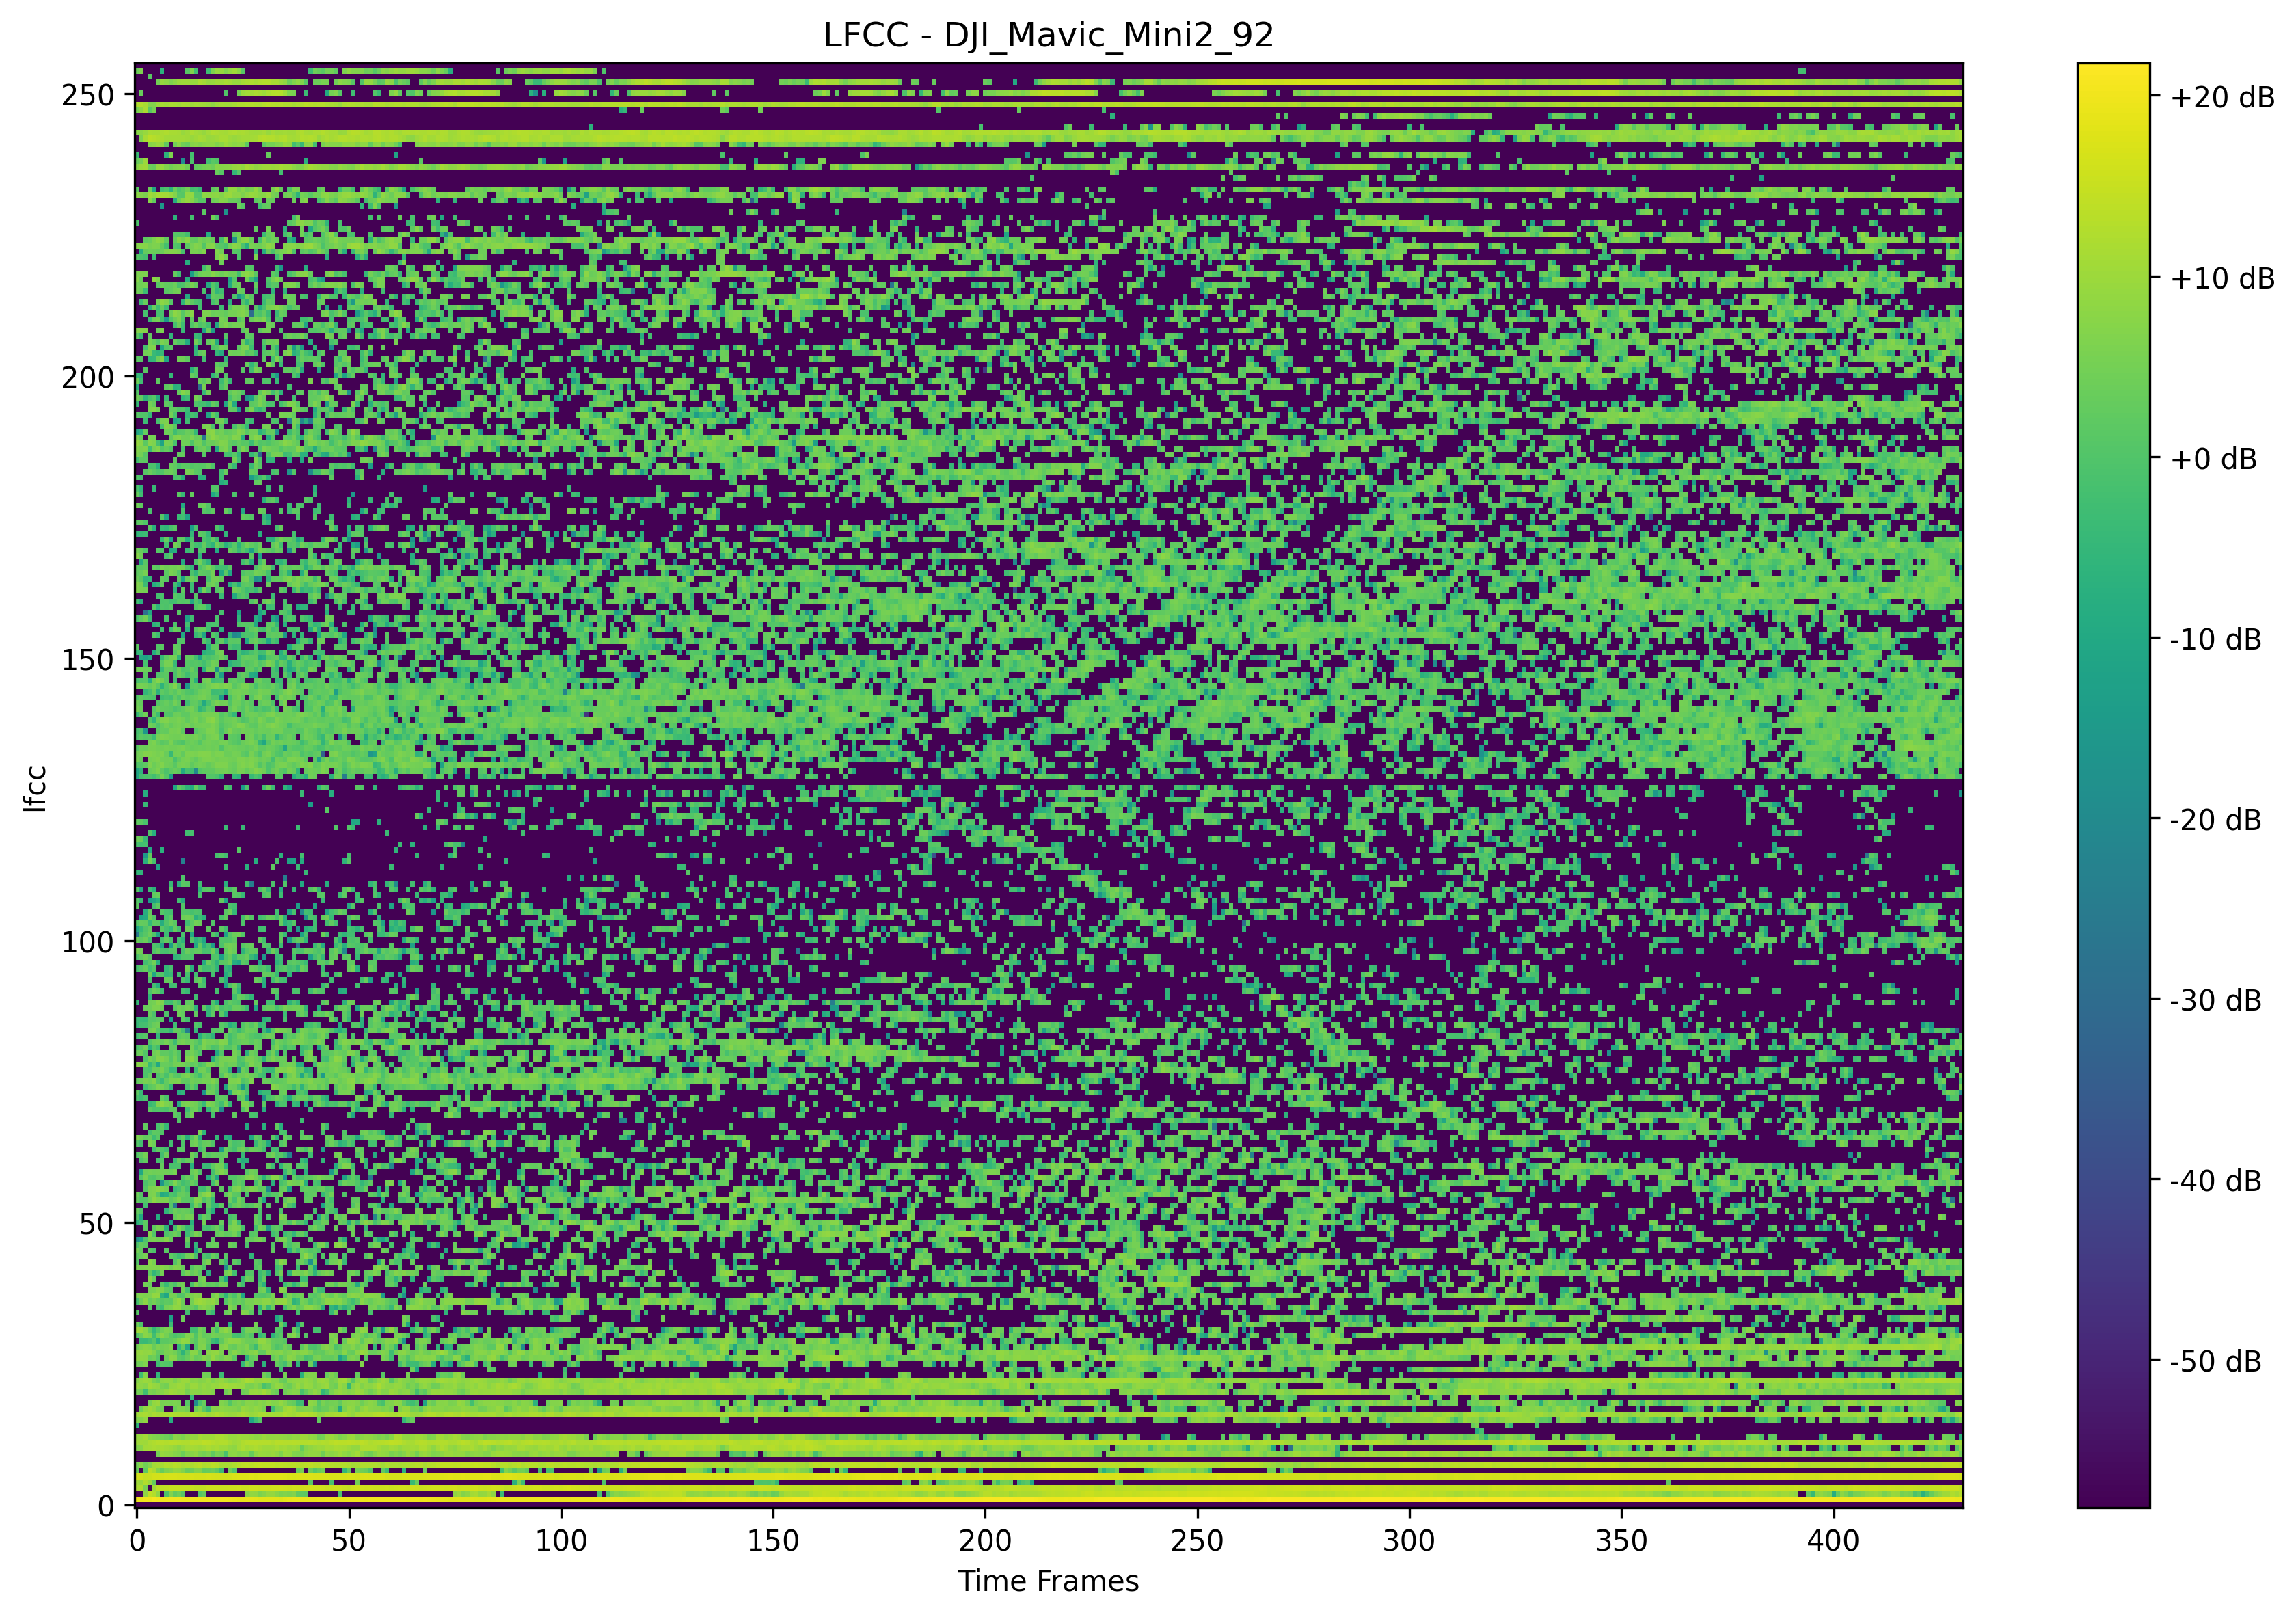 LFCC - DJI_Mavic_Mini2_92
250
200
150
100
50
0
lfcc
0 50 100 150 200 250 300 350 400
Time Frames
+20 dB
+10 dB
+0 dB
-10 dB
-20 dB
-30 dB
-40 dB
-50 dB